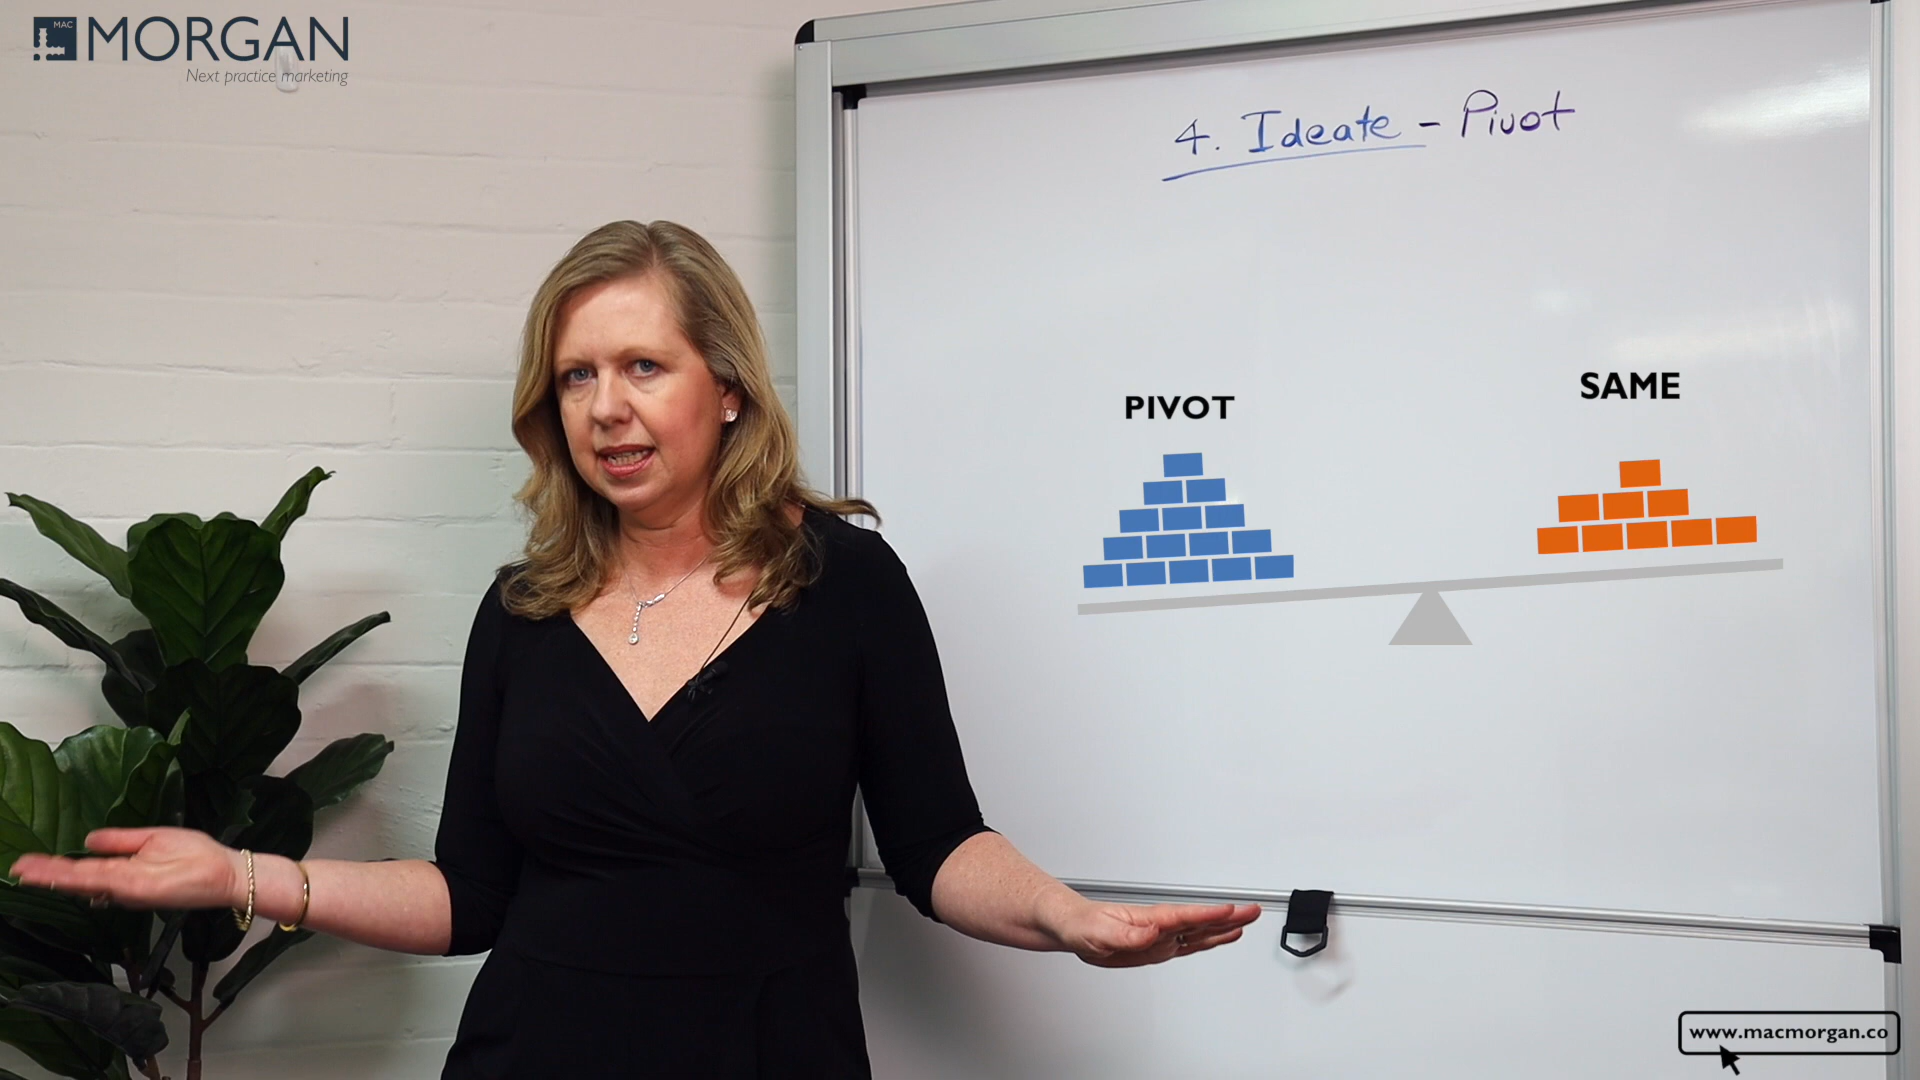 MAC
MORGAN
Next practice marketing
4. Ideate - Pivot
PIVOT
SAME
www.macmorgan.co